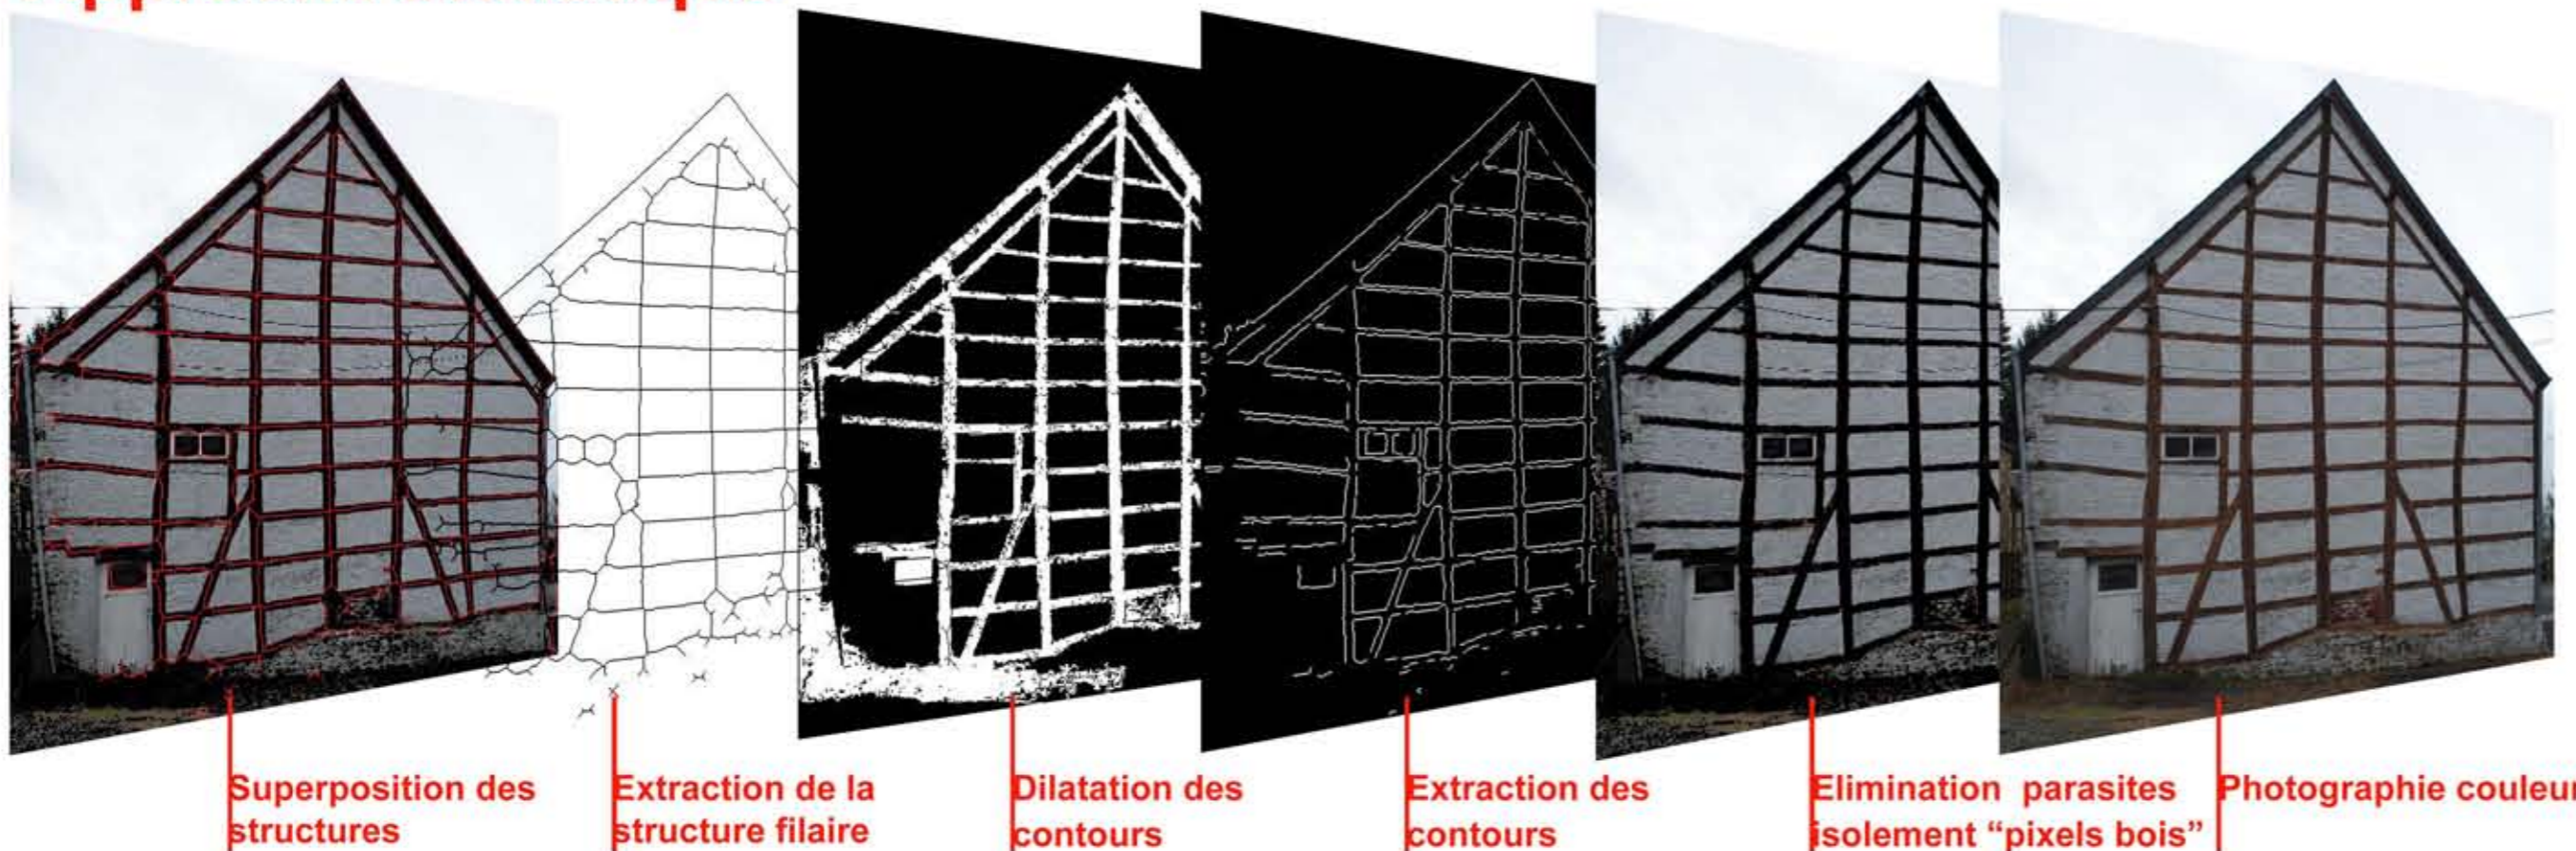 Superposition des
structures
Extraction de la
structure filaire
Dilatation des
contours
Extraction des
contours
Elimination parasites
isolement “pixels bois”
Photographie couleur